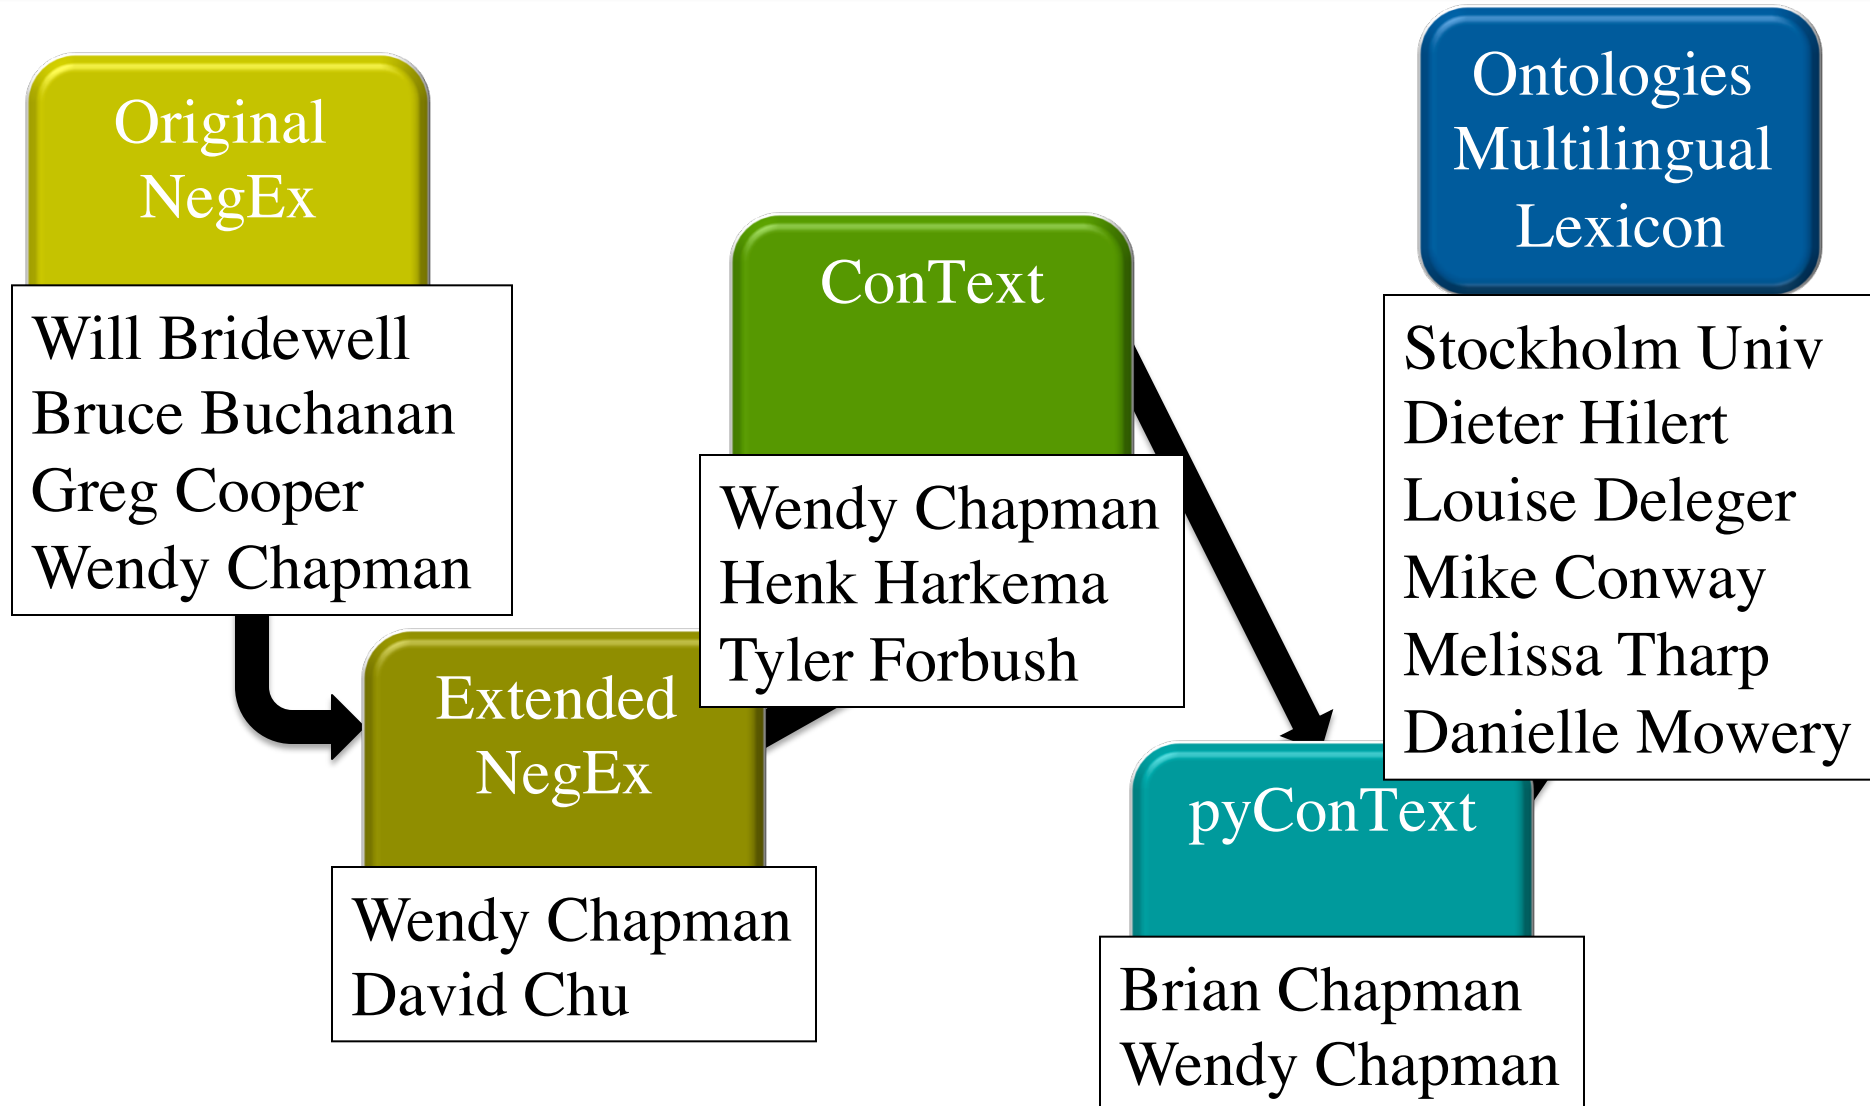 Original
NegEx
Will Bridewell
Bruce Buchanan
Greg Cooper
Wendy Chapman
Extended
NegEx
Wendy Chapman
David Chu
ConText
Wendy Chapman
Henk Harkema
Tyler Forbush
pyConText
Brian Chapman
Wendy Chapman
Ontologies
Multilingual
Lexicon
Stockholm Univ
Dieter Hilert
Louise Deleger
Mike Conway
Melissa Tharp
Danielle Mowery